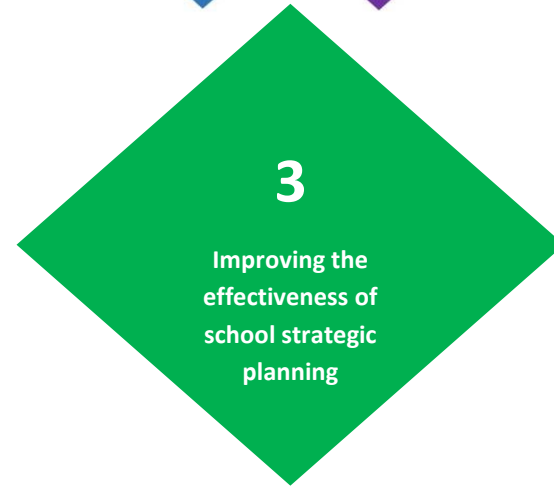 3
Improving the
effectiveness of
school strategic
planning